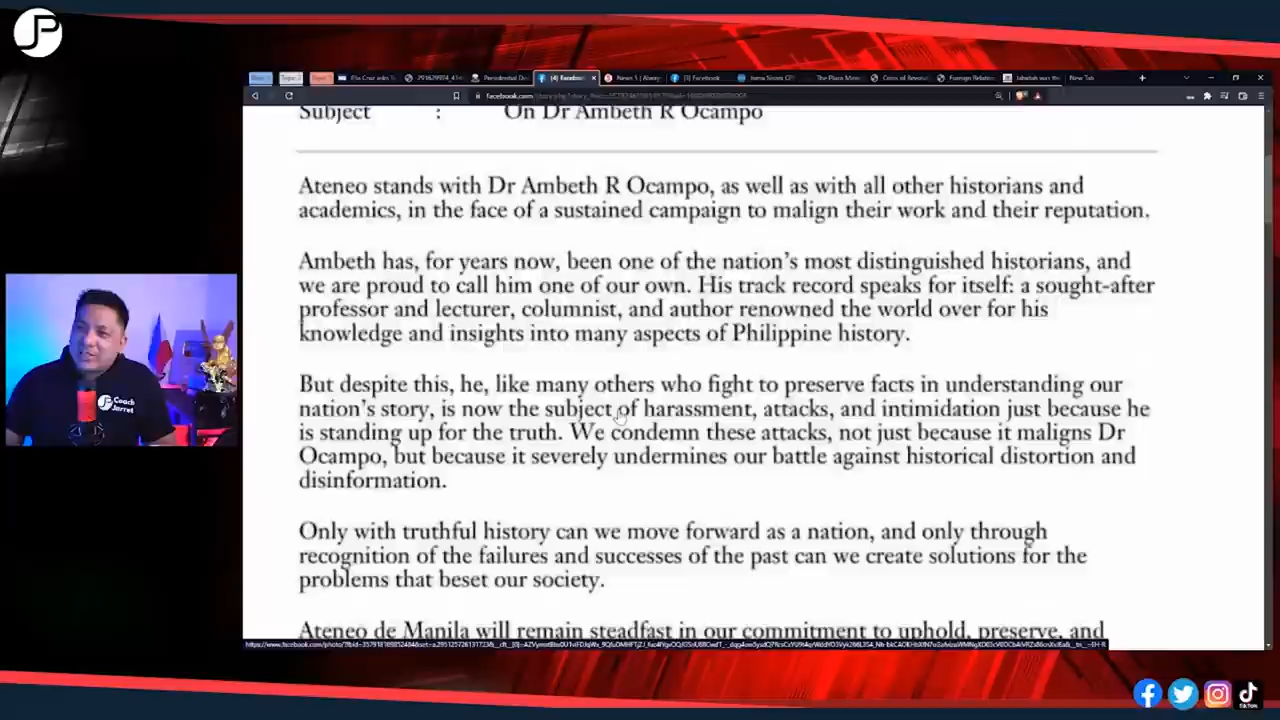 JP
Facebook
News 5 | Alway
Facebook
New Tab
facebook.com
Subject : On Dr Ambeth R Ocampo
Ateneo stands with Dr Ambeth R Ocampo, as well as with all other historians and
academics, in the face of a sustained campaign to malign their work and their reputation.
Ambeth has, for years now, been one of the nation's most distinguished historians, and
we are proud to call him one of our own. His track record speaks for itself: a sought-after
professor and lecturer, columnist, and author renowned the world over for his
knowledge and insights into many aspects of Philippine history.
But despite this, he, like many others who fight to preserve facts in understanding our
nation's story, is now the subject of harassment, attacks, and intimidation just because he
is standing up for the truth. We condemn these attacks, not just because it maligns Dr
Ocampo, but because it severely undermines our battle against historical distortion and
disinformation.
Only with truthful history can we move forward as a nation, and only through
recognition of the failures and successes of the past can we create solutions for the
problems that beset our society.
Ateneo de Manila will remain steadfast in our commitment to uphold, preserve, and
Coach
Jarret